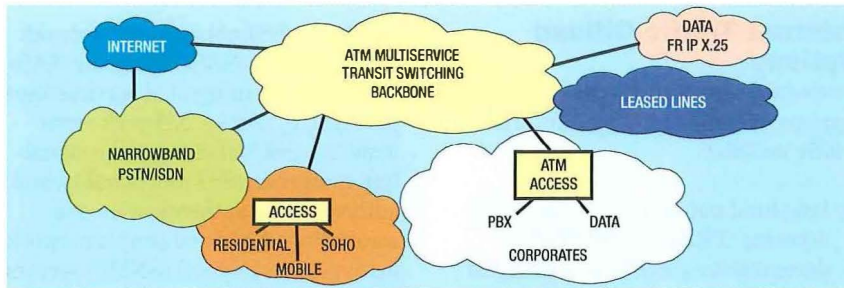 INTERNET
ATM MULTISERVICE
TRANSIT SWITCHING
BACKBONE
DATA
FR IP X.25
LEASED LINES
NARROWBAND
PSTN/ISDN
ACCESS
RESIDENTIAL
SOHO
MOBILE
ATM
ACCESS
PBX
DATA
CORPORATES